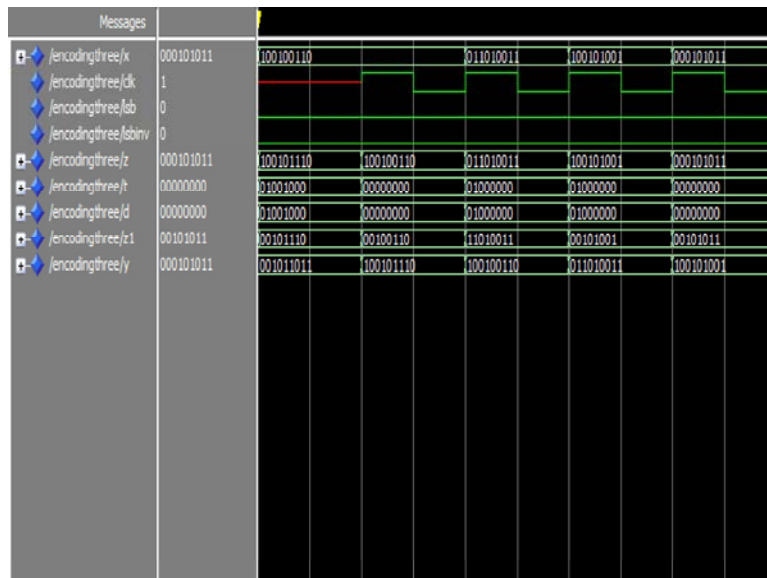 Messages
/encodingthree/x 000101011 100100110 011010011 100101001 000101011
/encodingthree/clk 1
/encodingthree/lsb 0
/encodingthree/lsbinv 0
/encodingthree/z 000101011 100101110 100100110 011010011 100101001 000101011
/encodingthree/t 00000000 01001000 00000000 01000000 01000000 00000000
/encodingthree/d 00000000 01001000 00000000 01000000 01000000 00000000
/encodingthree/z1 00101011 00101110 00100110 11010011 00101001 00101011
/encodingthree/y 000101011 001011011 100101110 100100110 011010011 100101001